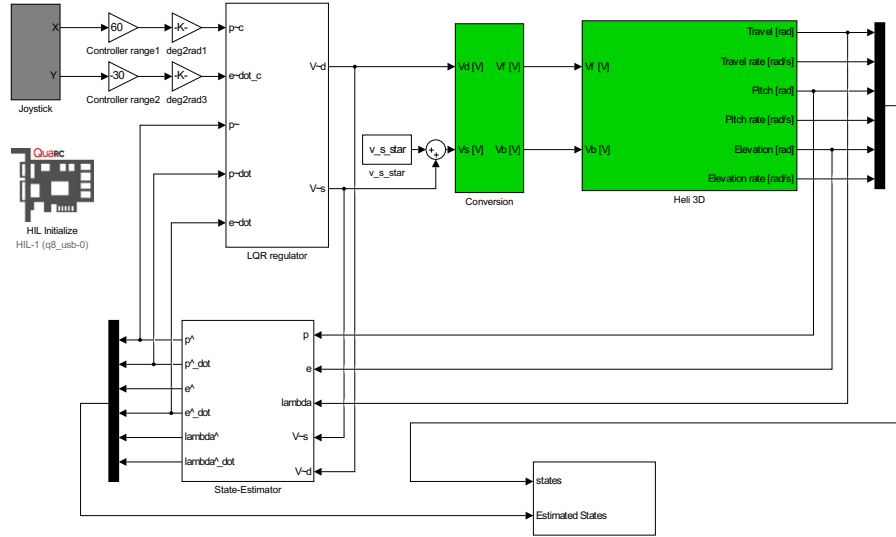 X
Y
Joystick
60
Controller range1
-K-
deg2rad1
-30
Controller range2
-K-
deg2rad3
QUARC
HIL Initialize
HIL-1 (q8_usb-0)
p~c
e~dot_c
p~
p~dot
e~dot
V~d
V~s
LQR regulator
v_s_star
v_s_star
+
+
Vd [V]
Vs [V]
Vf [V]
Vb [V]
Conversion
Vf [V]
Vb [V]
Travel [rad]
Travel rate [rad/s]
Pitch [rad]
Pitch rate [rad/s]
Elevation [rad]
Elevation rate [rad/s]
Heli 3D
p^
p^_dot
e^
e^_dot
lambda^
lambda^_dot
p
e
lambda
V~s
V~d
State-Estimator
states
Estimated States